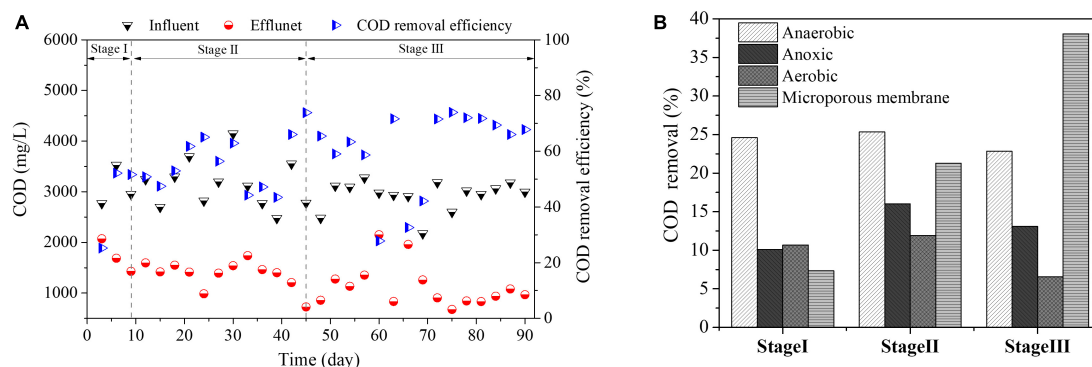 A
Influent Efflunet COD removal efficiency
6000 100
Stage I Stage II Stage III
5000 80
4000 60
3000 40
2000 20
1000 0
COD (mg/L)
COD removal efficiency (%)
0 10 20 30 40 50 60 70 80 90
Time (day)
B
40
35
30
25
20
15
10
5
0
COD removal (%)
Anaerobic
Anoxic
Aerobic
Microporous membrane
StageI StageII StageIII